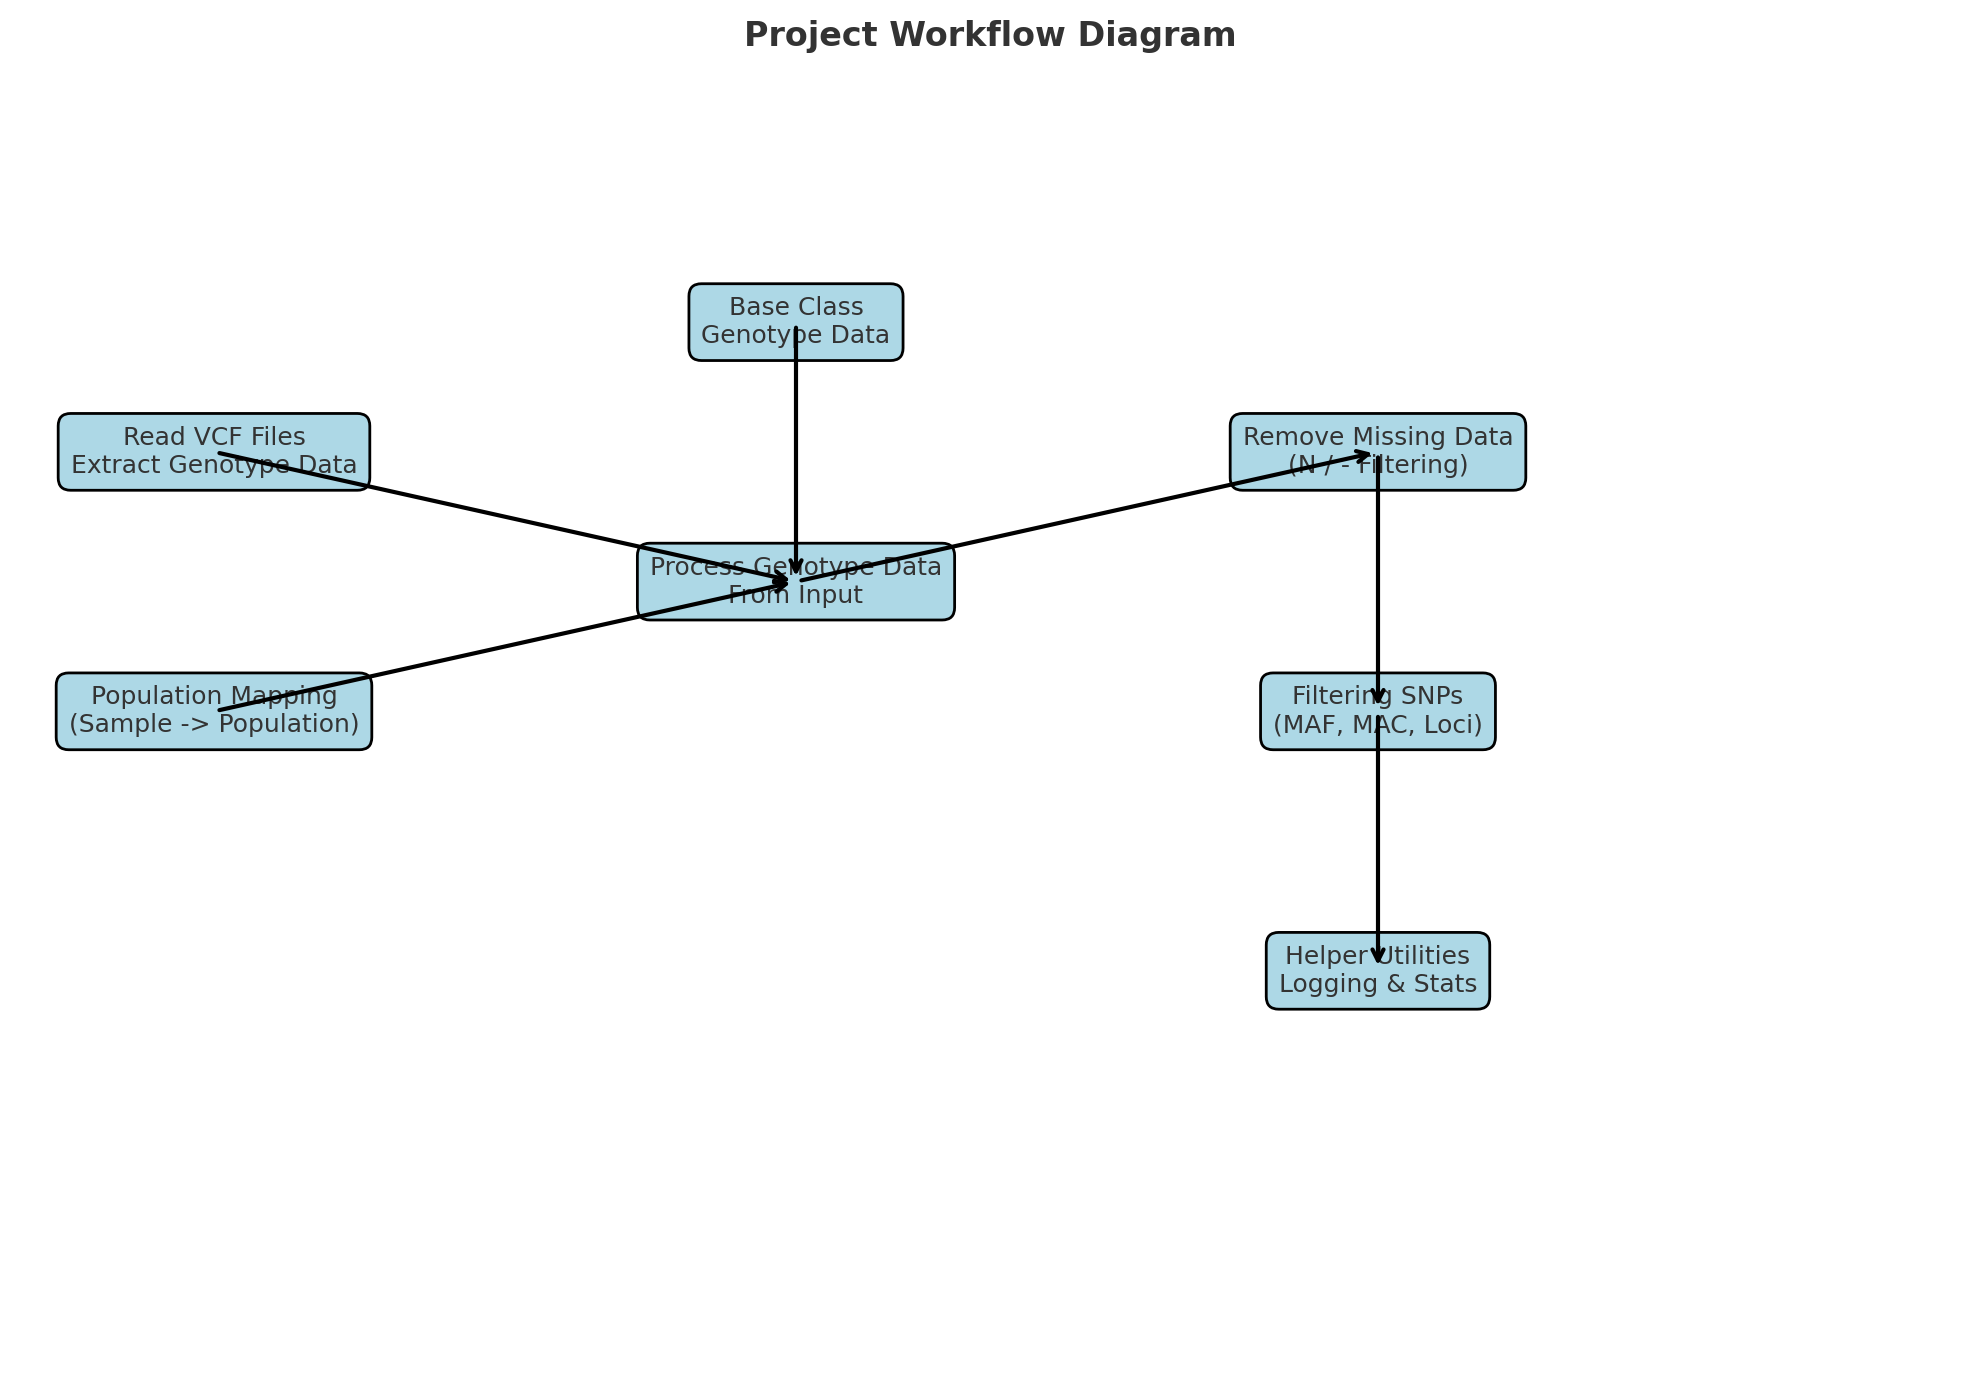 Project Workflow Diagram
Base Class
Genotype Data
Read VCF Files
Extract Genotype Data
Remove Missing Data
(N / - Filtering)
Process Genotype Data
From Input
Population Mapping
(Sample -> Population)
Filtering SNPs
(MAF, MAC, Loci)
Helper Utilities
Logging & Stats